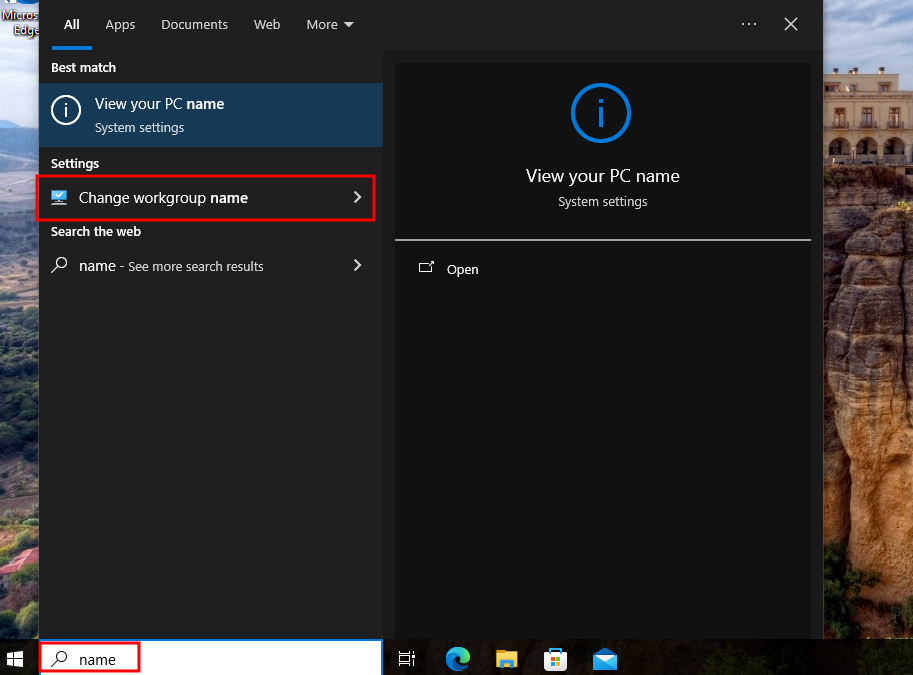 Microsoft
Edge
All
Apps
Documents
Web
More
Best match
View your PC name
System settings
Settings
Change workgroup name
Search the web
name - See more search results
View your PC name
System settings
Open
name